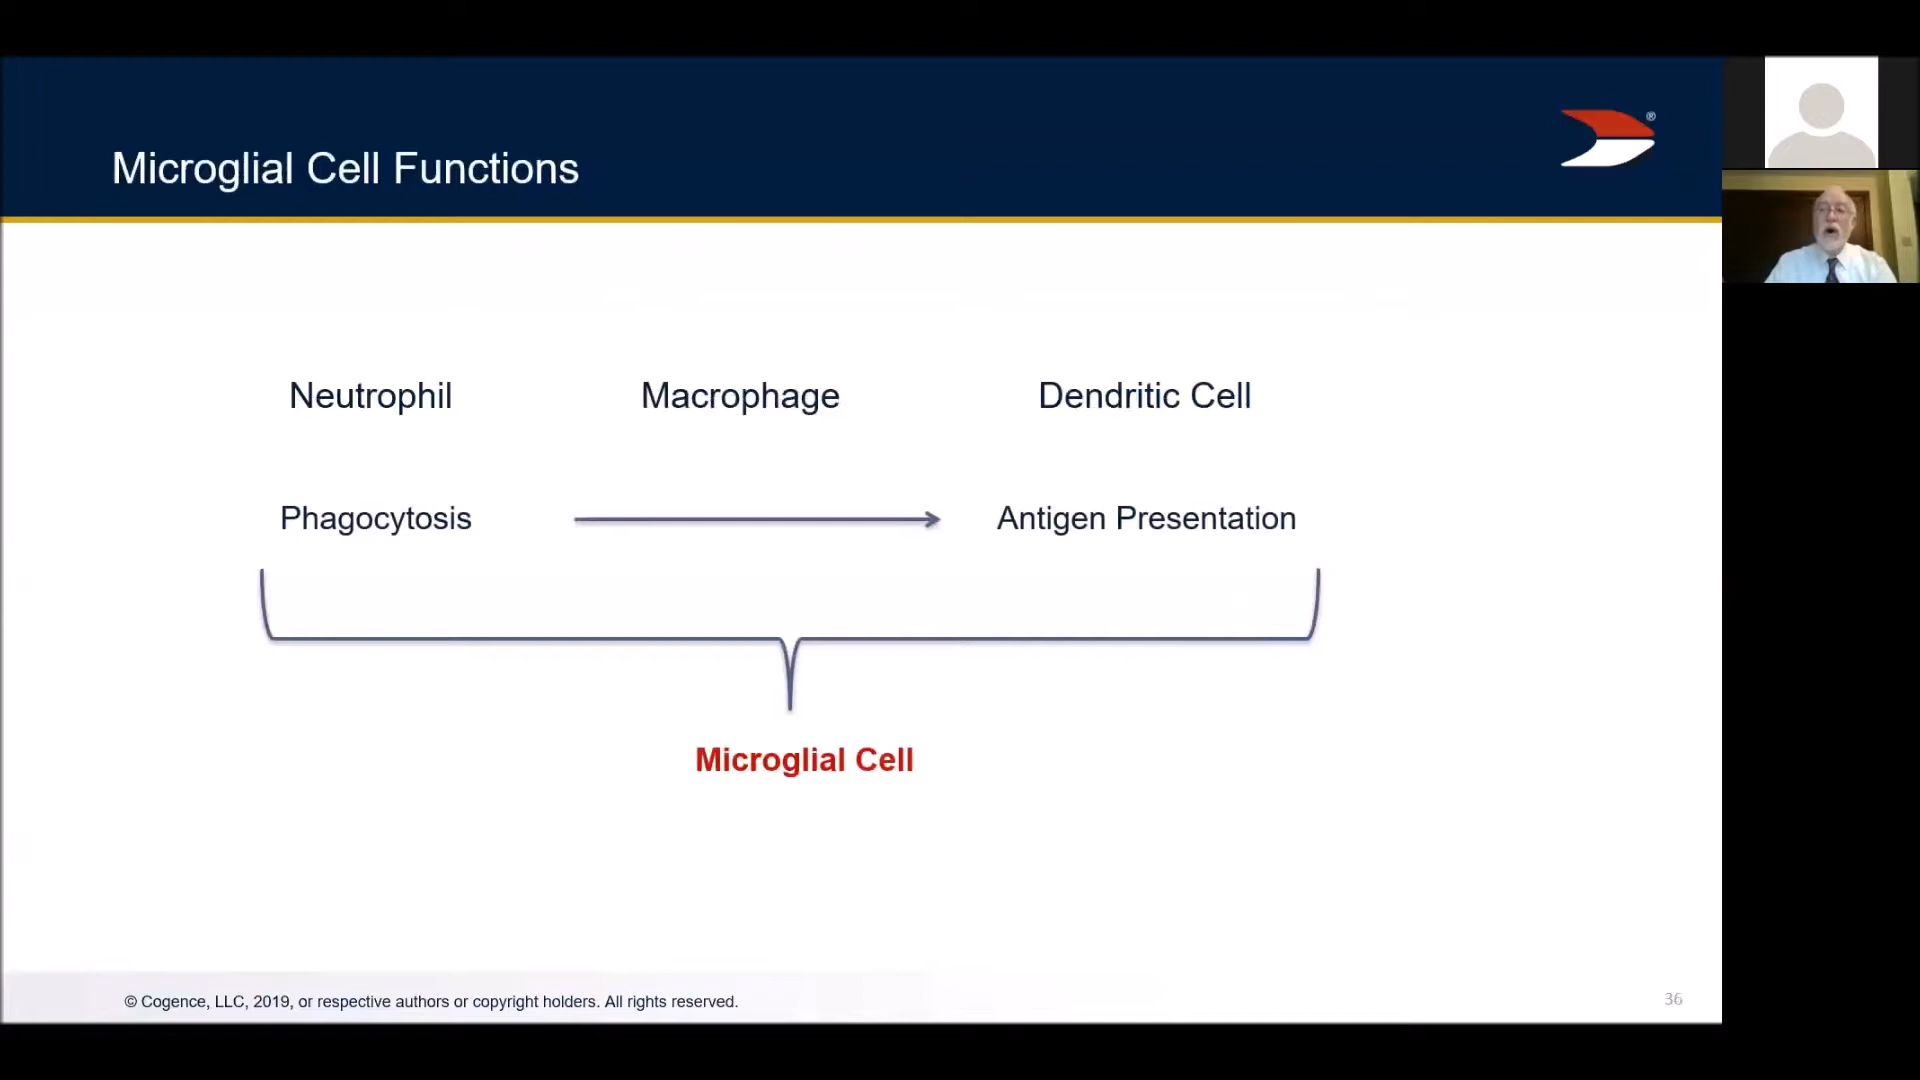 Microglial Cell Functions
®
Neutrophil Macrophage Dendritic Cell
Phagocytosis Antigen Presentation
Microglial Cell
© Cogence, LLC, 2019, or respective authors or copyright holders. All rights reserved.
36